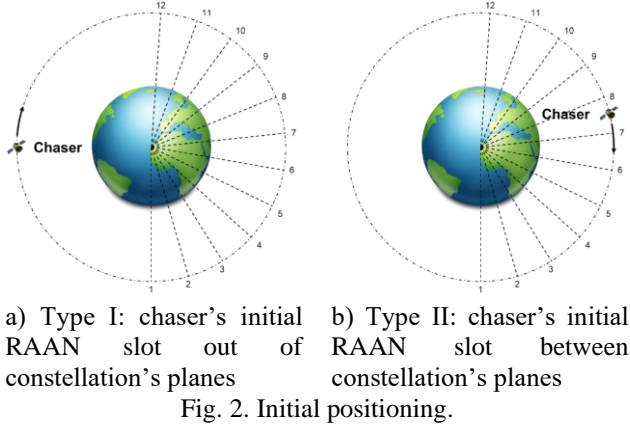 12
11
10
9
8
7
6
5
4
3
2
1
Chaser
12
11
10
9
8
7
6
5
4
3
2
1
Chaser
a) Type I: chaser's initial
RAAN slot out of
constellation's planes
b) Type II: chaser's initial
RAAN slot between
constellation's planes
Fig. 2. Initial positioning.